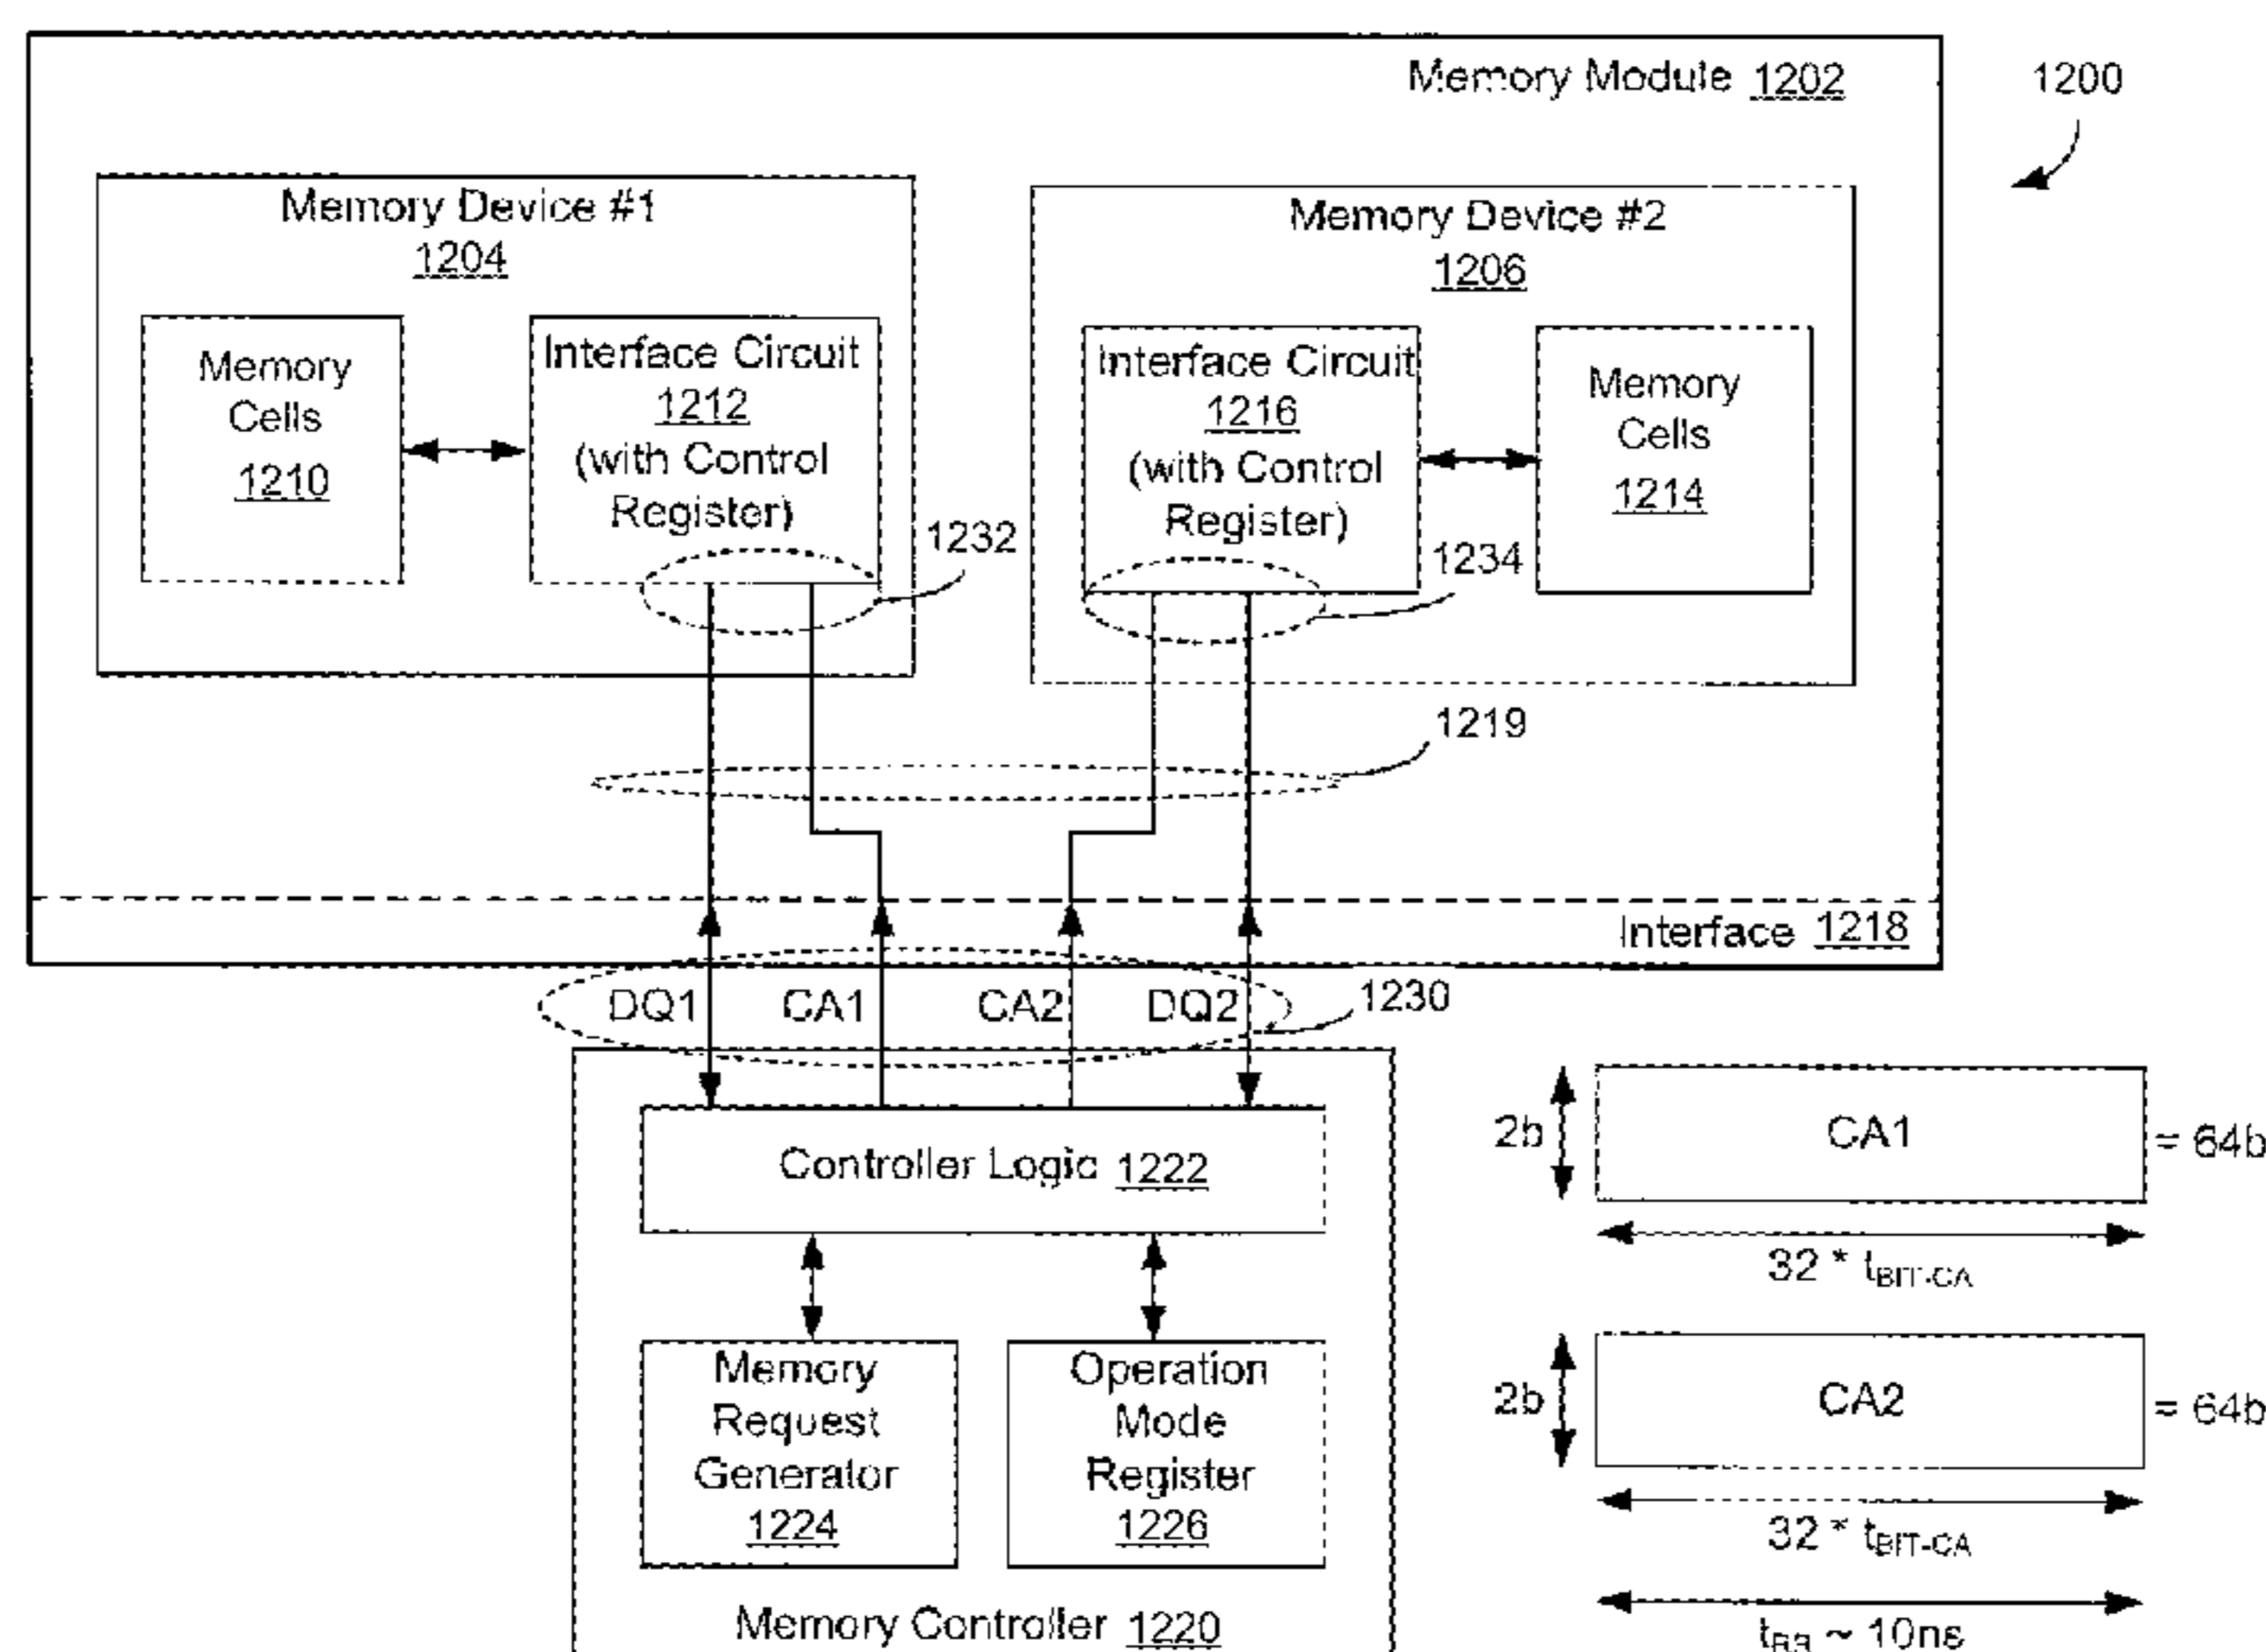 Memory Module 1202
1200
Memory Device #1
1204
Memory Cells
1210
Interface Circuit
1212
(with Control
Register)
1232
Memory Device #2
1206
Interface Circuit
1216
(with Control
Register)
1234
Memory
Cells
1214
1219
Interface 1218
DQ1
CA1
CA2
DQ2
1230
Controller Logic 1222
Memory
Request
Generator
1224
Operation
Mode
Register
1226
Memory Controller 1220
2b
CA1
= 64b
32 * tBIT-CA
2b
CA2
= 64b
32 * tBIT-CA
~ 10ns